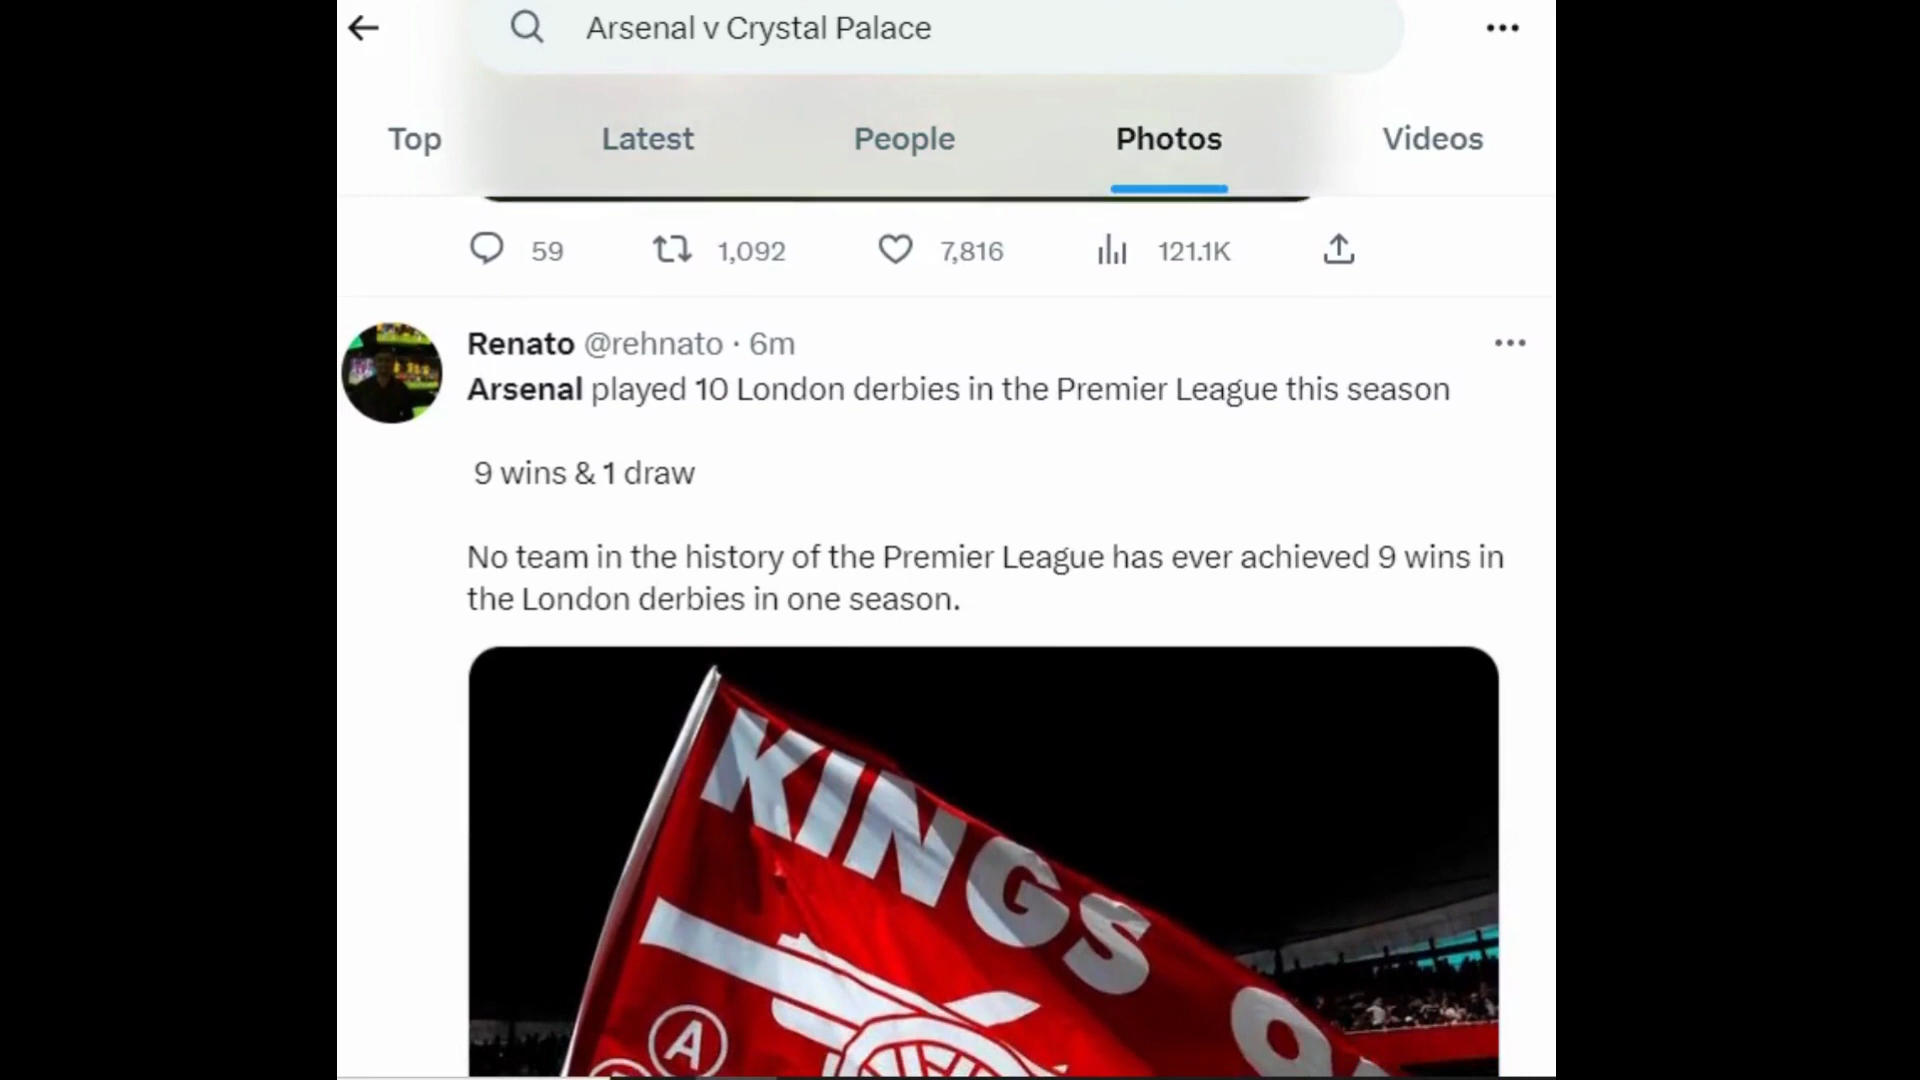 Arsenal v Crystal Palace
Top Latest People Photos Videos
59 1,092 7,816 121.1K
Renato @rehnato · 6m
Arsenal played 10 London derbies in the Premier League this season
9 wins & 1 draw
No team in the history of the Premier League has ever achieved 9 wins in
the London derbies in one season.
KINGS
A